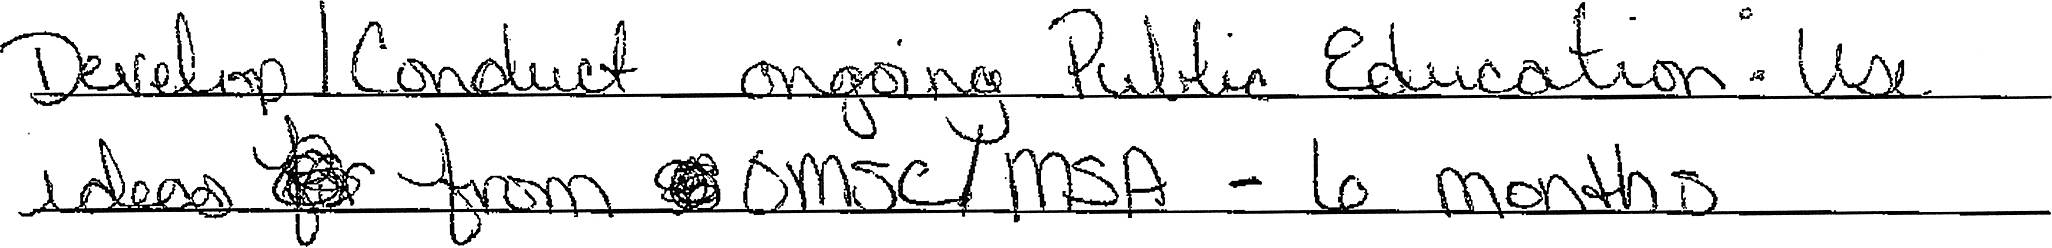 Develop/Conduct ongoing Public Education: Use
ideas from OMSC/MSA - 6 months